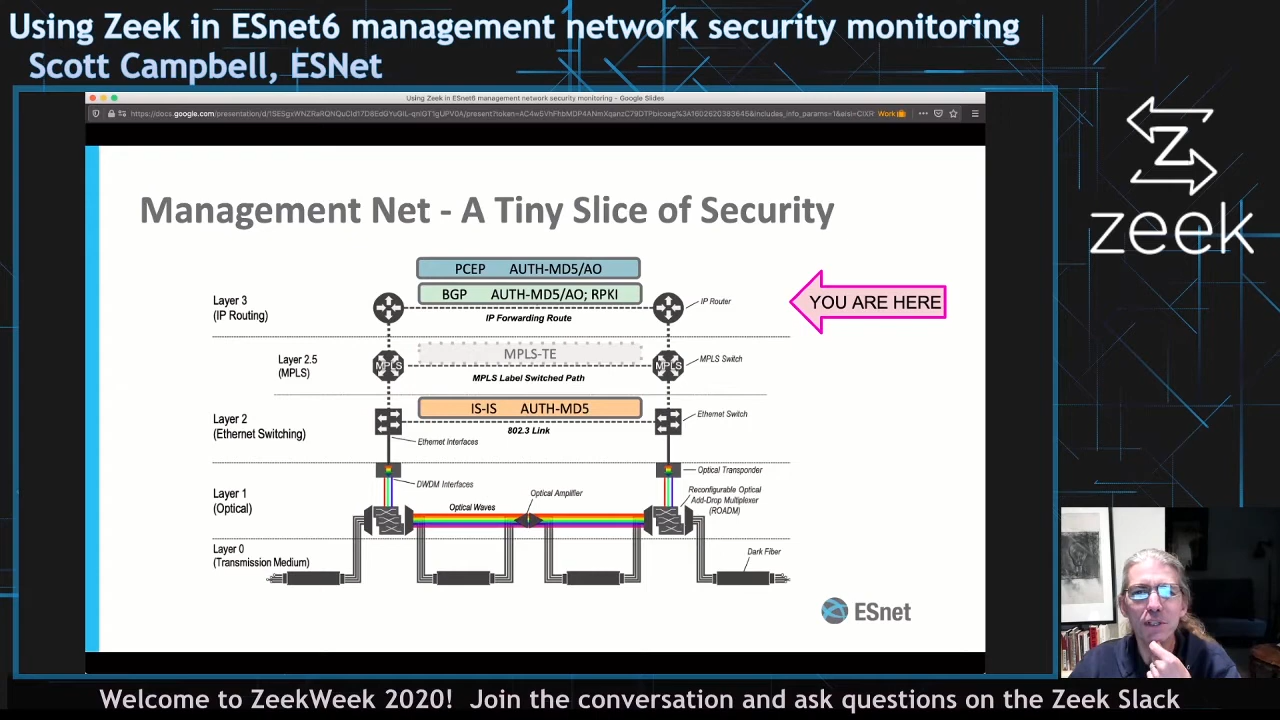 Using Zeek in ESnet6 management network security monitoring
Scott Campbell, ESNet
Using Zeek in ESnet6 management network security monitoring - Google Slides
Work
Management Net - A Tiny Slice of Security
PCEP AUTH-MD5/AO
BGP AUTH-MD5/AO; RPKI
Layer 3
(IP Routing)
IP Router
YOU ARE HERE
IP Forwarding Route
Layer 2.5
(MPLS)
MPLS-TE
MPLS
MPLS
MPLS Switch
MPLS Label Switched Path
IS-IS AUTH-MD5
Layer 2
(Ethernet Switching)
Ethernet Switch
802.3 Link
Ethernet Interfaces
Optical Transponder
DWDM Interfaces
Layer 1
(Optical)
Optical Waves
Optical Amplifier
Reconfigurable Optical
Add-Drop Multiplexer
(ROADM)
Layer 0
(Transmission Medium)
Dark Fiber
ESnet
zeek
Welcome to ZeekWeek 2020! Join the conversation and ask questions on the Zeek Slack